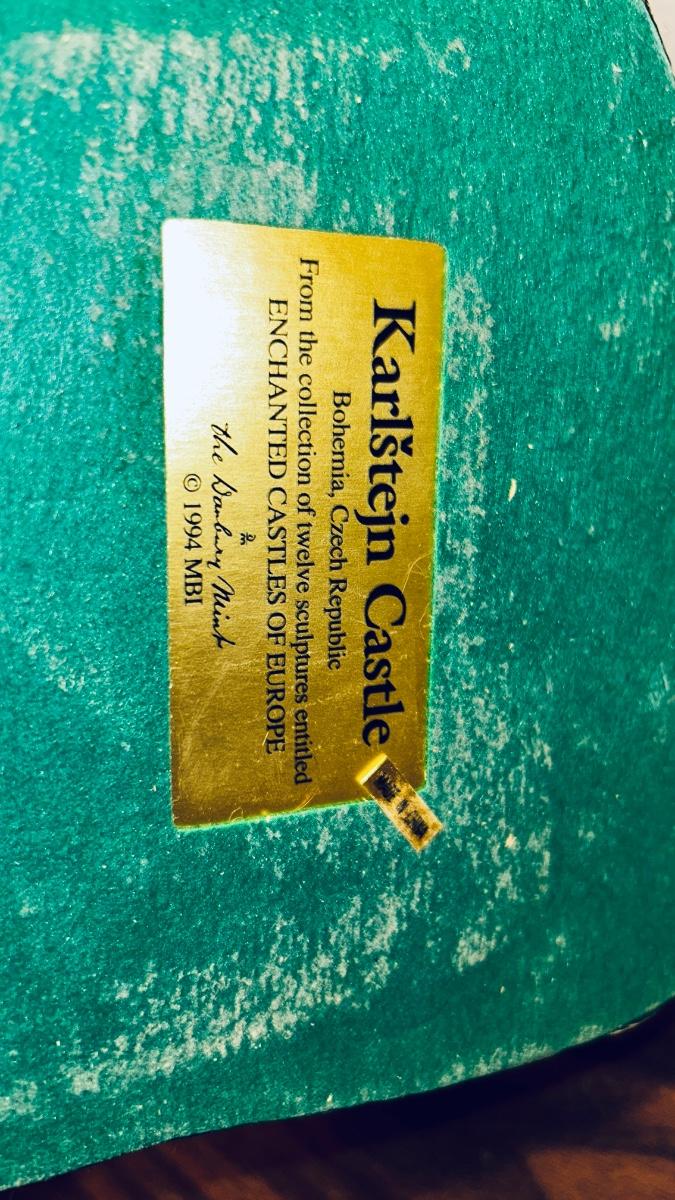 Karlštejn Castle
Bohemia, Czech Republic
From the collection of twelve sculptures entitled
ENCHANTED CASTLES OF EUROPE
the Danbury Mint
© 1994 MBI